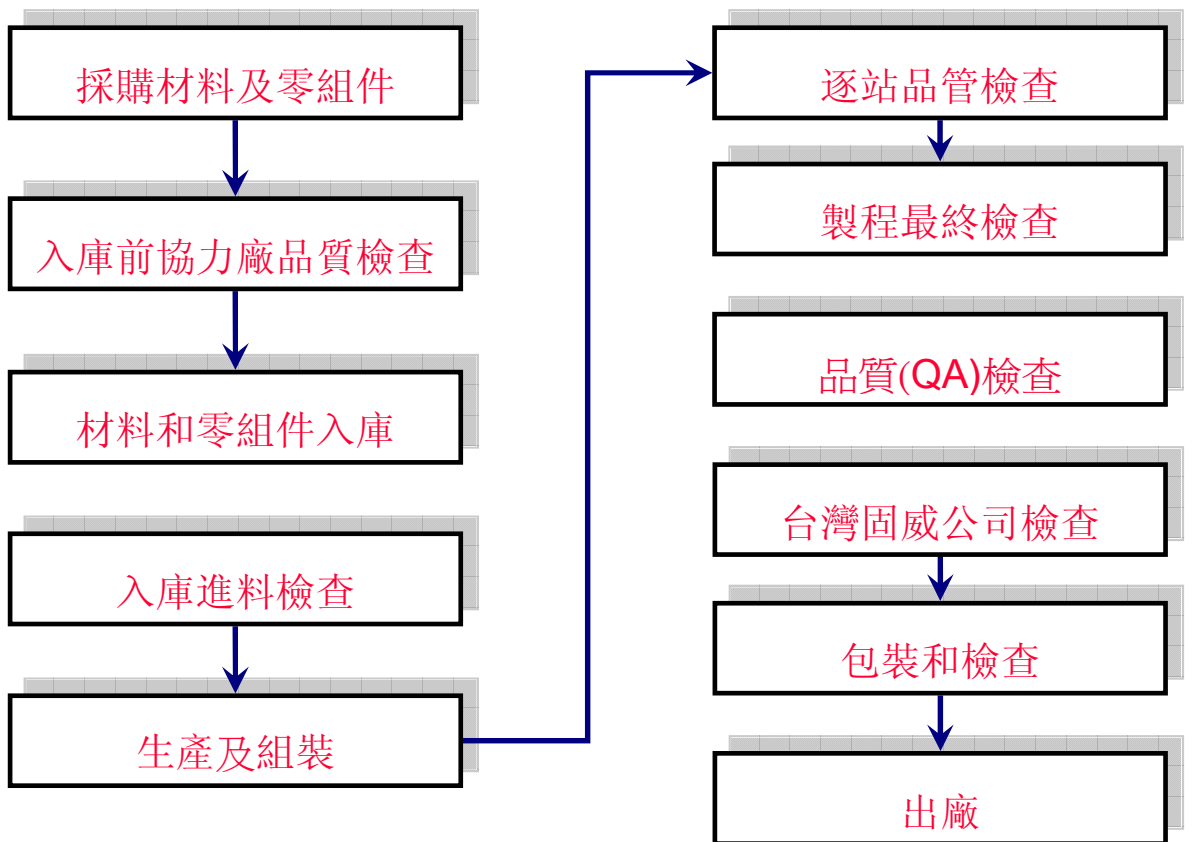 採購材料及零組件
入庫前協力廠品質檢查
材料和零組件入庫
入庫進料檢查
生產及組裝
逐站品管檢查
製程最終檢查
品質(QA)檢查
台灣固威公司檢查
包裝和檢查
出廠